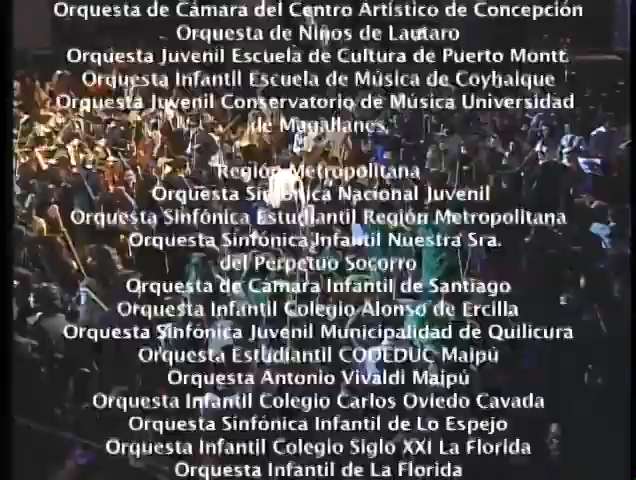 Orquesta de Cámara del Centro Artístico de Concepción
Orquesta de Niños de Lautaro
Orquesta Juvenil Escuela de Cultura de Puerto Montt
Orquesta Infantil Escuela de Música de Coyhaique
Orquesta Juvenil Conservatorio de Música Universidad
de Magallanes
Región Metropolitana
Orquesta Sinfónica Nacional Juvenil
Orquesta Sinfónica Estudiantil Región Metropolitana
Orquesta Sinfónica Infantil Nuestra Sra.
del Perpetuo Socorro
Orquesta de Cámara Infantil de Santiago
Orquesta Infantil Colegio Alonso de Ercilla
Orquesta Sinfónica Juvenil Municipalidad de Quilicura
Orquesta Estudiantil CODEDUC Maipú
Orquesta Antonio Vivaldi Maipú
Orquesta Infantil Colegio Carlos Oviedo Cavada
Orquesta Sinfónica Infantil de Lo Espejo
Orquesta Infantil Colegio Siglo XXI La Florida
Orquesta Infantil de La Florida